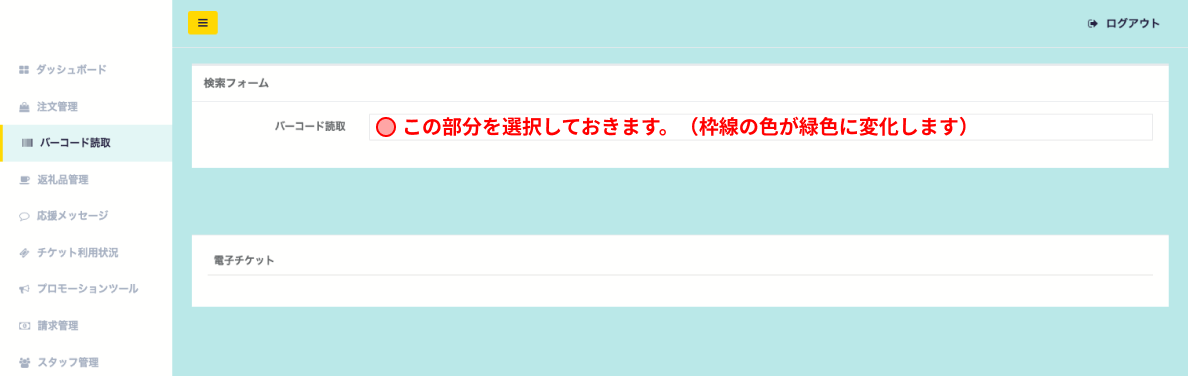 ログアウト
ダッシュボード
注文管理
バーコード読取
返礼品管理
応援メッセージ
チケット利用状況
プロモーションツール
請求管理
スタッフ管理
検索フォーム
バーコード読取
この部分を選択しておきます。（枠線の色が緑色に変化します）
電子チケット